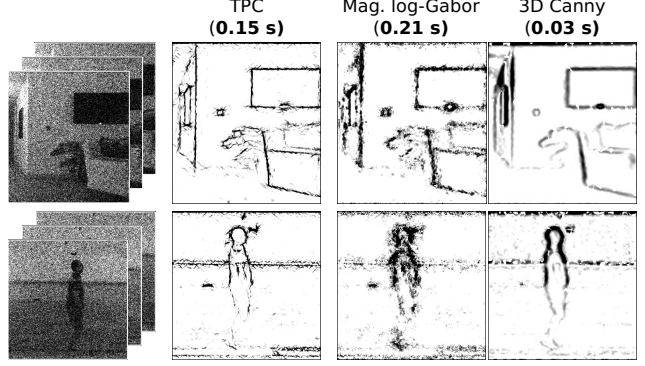 TPC Mag. log-Gabor 3D Canny
(0.15 s) (0.21 s) (0.03 s)